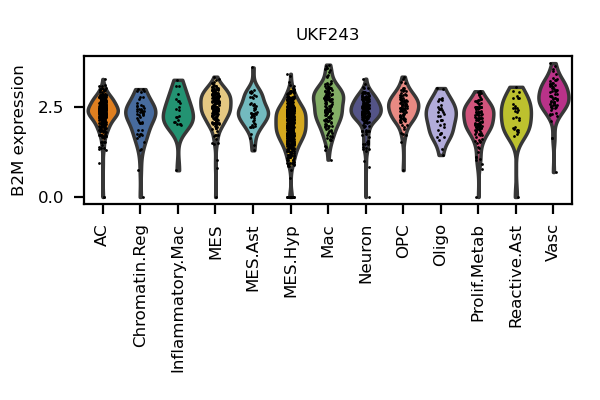 UKF243
B2M expression
2.5
0.0
AC
Chromatin.Reg
Inflammatory.Mac
MES
MES.Ast
MES.Hyp
Mac
Neuron
OPC
Oligo
Prolif.Metab
Reactive.Ast
Vasc